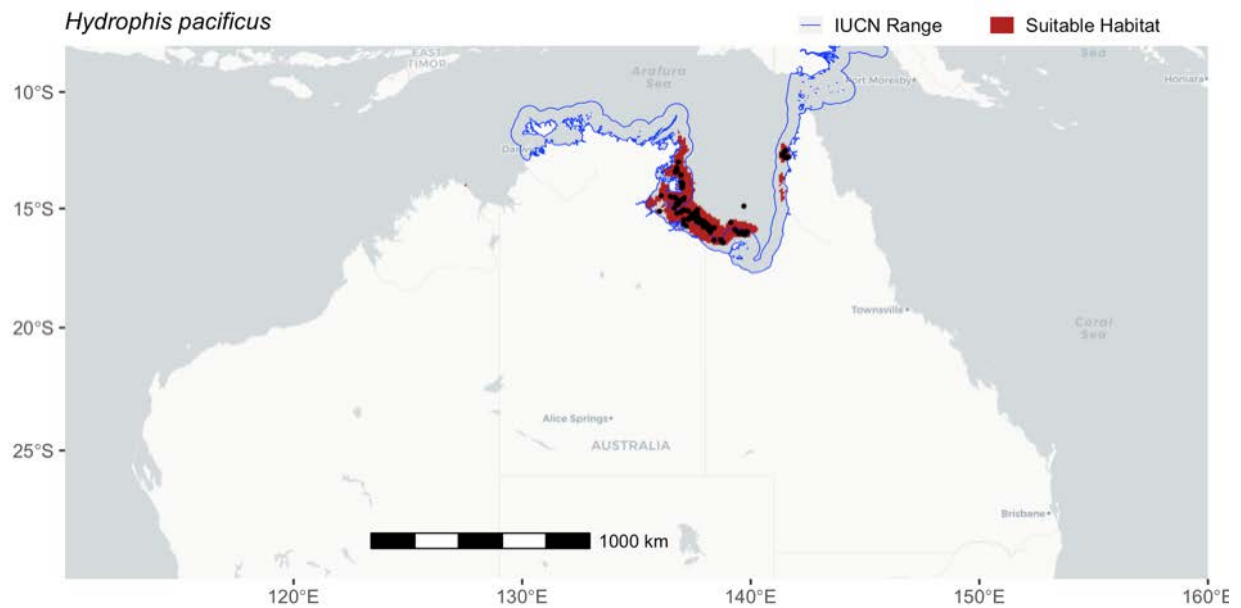 Hydrophis pacificus
IUCN Range
Suitable Habitat
EAST
TIMOR
Arafura
Sea
Sea
Port Moresby
Honiara
10°S
15°S
Townsville
20°S
Coral
Sea
Alice Springs
AUSTRALIA
25°S
Brisbane
1000 km
120°E
130°E
140°E
150°E
160°E